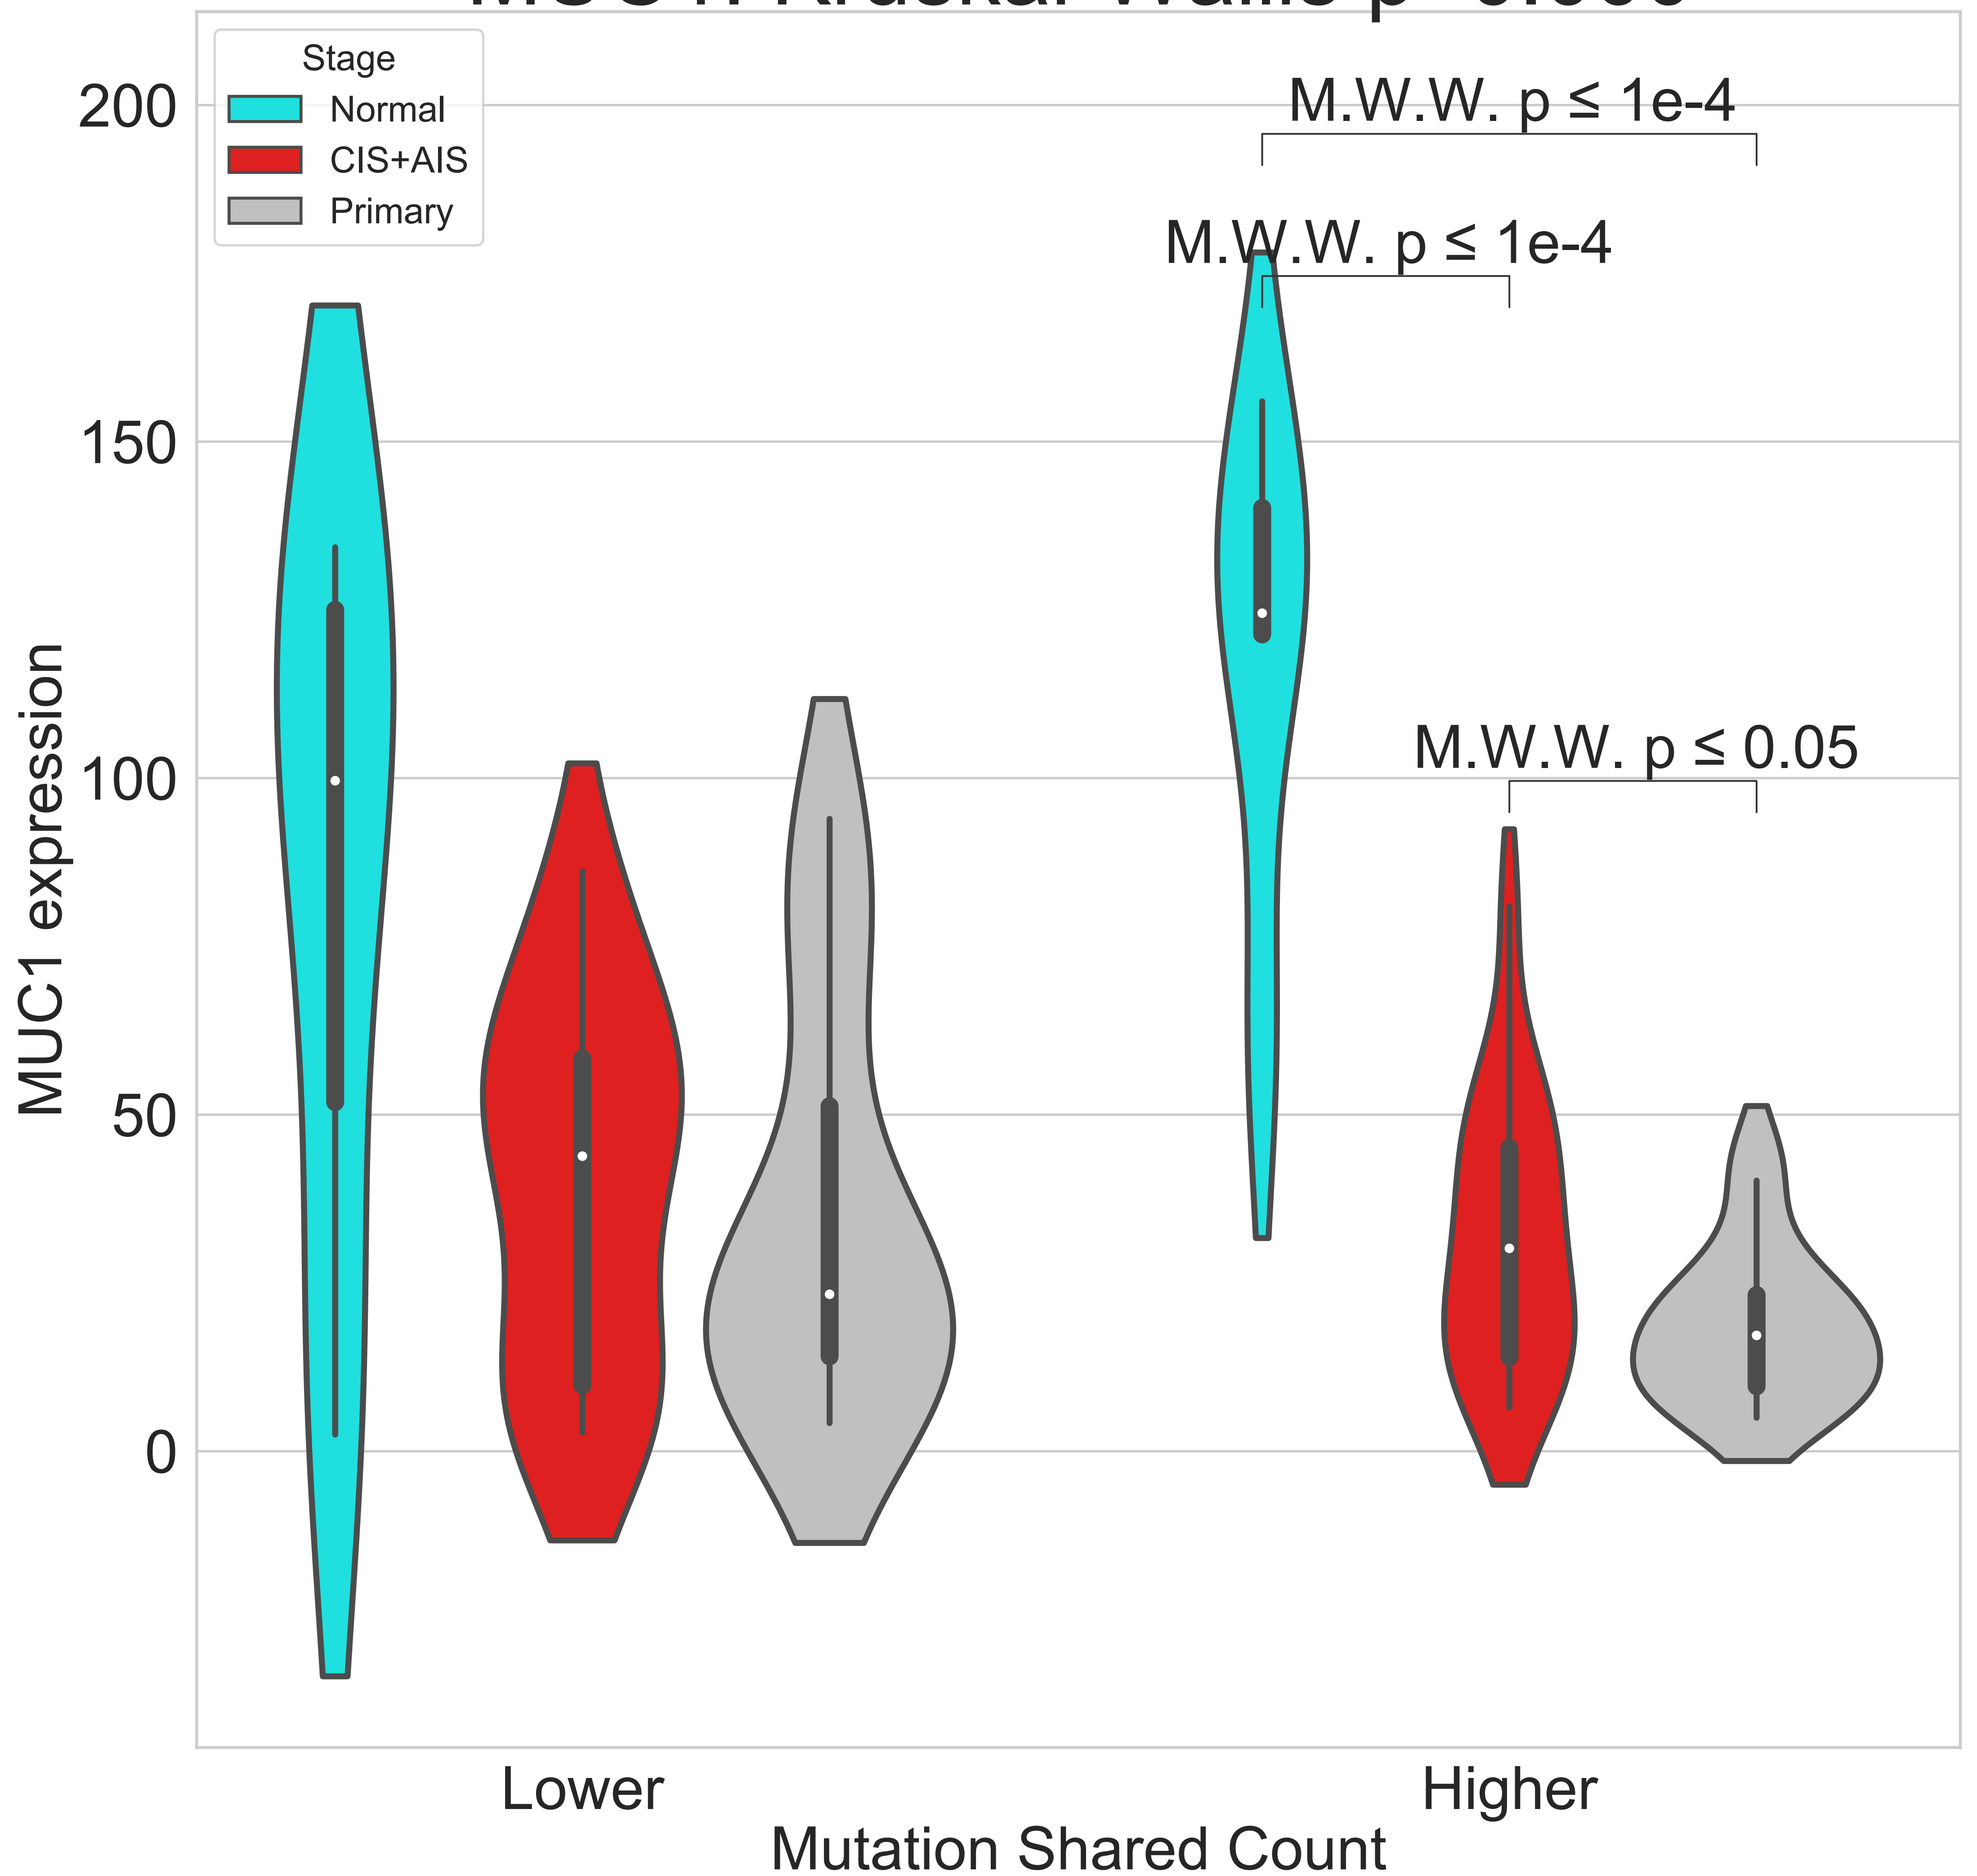 Stage
Normal
CIS+AIS
Primary
200
150
100
50
0
MUC1 expression
M.W.W. p ≤ 1e-4
M.W.W. p ≤ 1e-4
M.W.W. p ≤ 0.05
Lower
Higher
Mutation Shared Count